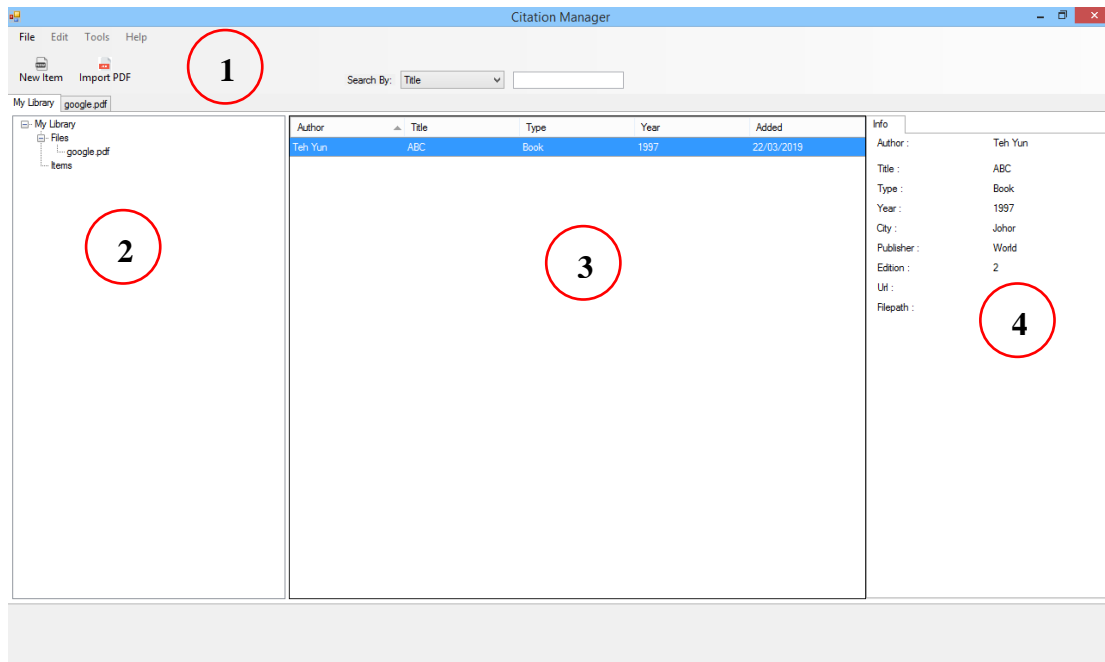 Citation Manager
File Edit Tools Help
New Item Import PDF
1
Search By: Title
My Library google.pdf
My Library
Files
google.pdf
Items
2
Author Title Type Year Added
Teh Yun ABC Book 1997 22/03/2019
3
Info
Author : Teh Yun
Title : ABC
Type : Book
Year : 1997
City : Johor
Publisher : World
Edition : 2
Url :
Filepath :
4